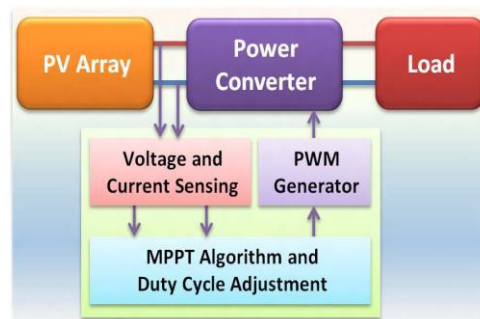 PV Array
Power
Converter
Load
Voltage and
Current Sensing
PWM
Generator
MPPT Algorithm and
Duty Cycle Adjustment